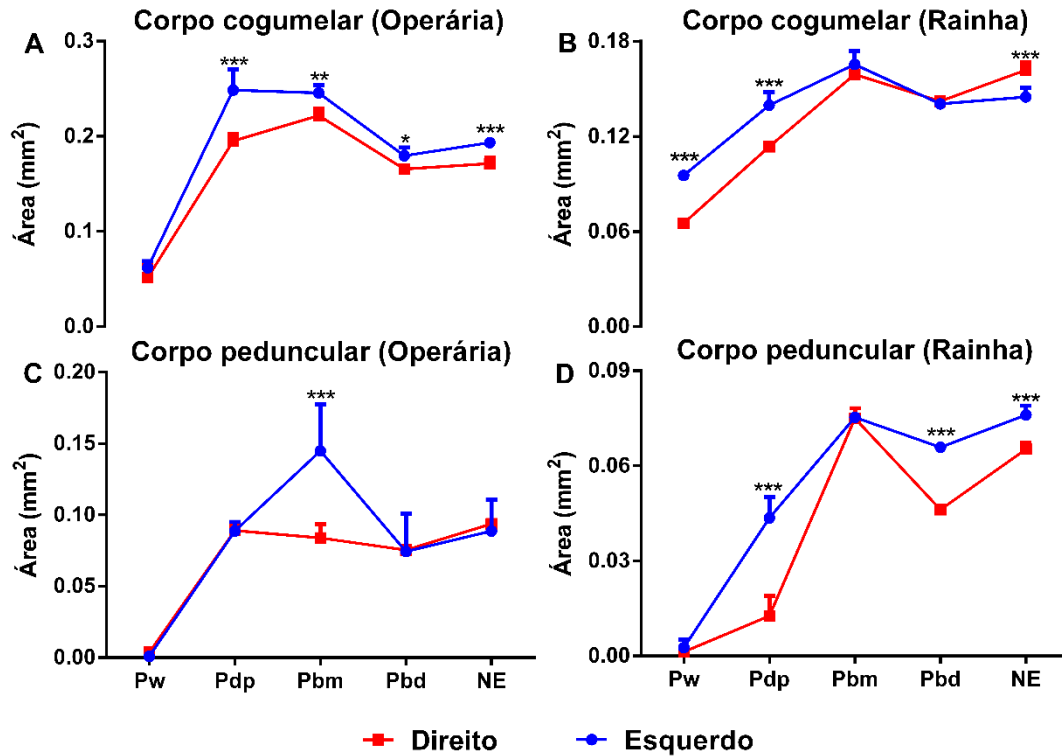 A
Corpo cogumelar (Operária)
Área (mm²)
0.3
0.2
0.1
0.0
***
**
*
***
B
Corpo cogumelar (Rainha)
Área (mm²)
0.18
0.12
0.06
0.00
***
***
***
C
Corpo peduncular (Operária)
Área (mm²)
0.20
0.15
0.10
0.05
0.00
***
Pw Pdp Pbm Pbd NE
D
Corpo peduncular (Rainha)
Área (mm²)
0.09
0.06
0.03
0.00
***
***
***
Pw Pdp Pbm Pbd NE
Direito Esquerdo